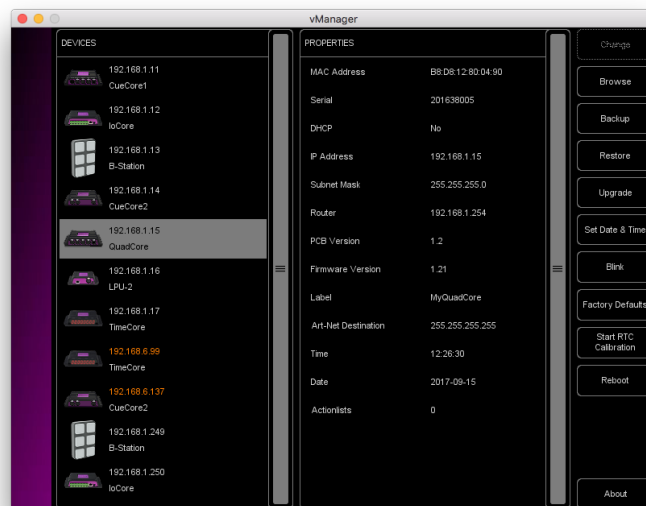 vManager
DEVICES
192.168.1.11
CueCore1
192.168.1.12
IoCore
192.168.1.13
B-Station
192.168.1.14
CueCore2
192.168.1.15
QuadCore
192.168.1.16
LPU-2
192.168.1.17
TimeCore
192.168.6.99
TimeCore
192.168.6.137
CueCore2
192.168.1.249
B-Station
192.168.1.250
IoCore
PROPERTIES
MAC Address B8:D8:12:80:04:90
Serial 201638005
DHCP No
IP Address 192.168.1.15
Subnet Mask 255.255.255.0
Router 192.168.1.254
PCB Version 1.2
Firmware Version 1.21
Label MyQuadCore
Art-Net Destination 255.255.255.255
Time 12:26:30
Date 2017-09-15
Actionlists 0
Change
Browse
Backup
Restore
Upgrade
Set Date & Time
Blink
Factory Defaults
Start RTC
Calibration
Reboot
About